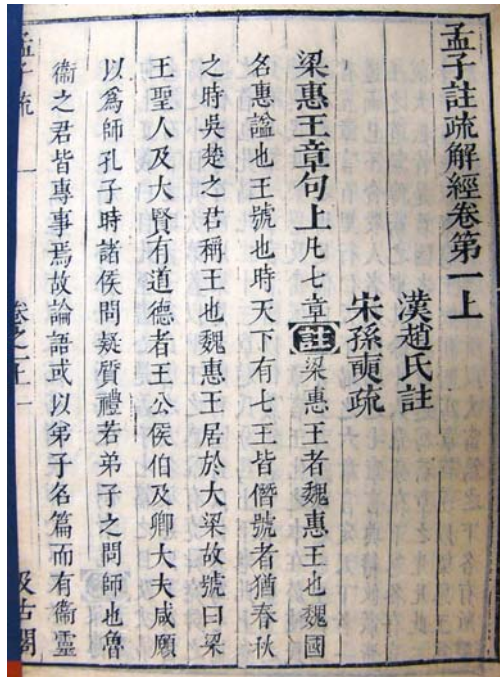 孟子註疏解經卷第一上
漢趙氏註
宋孫奭疏
梁惠王章句上凡七章註梁惠王者魏惠王也魏國
名惠諡也王號也時天下有七王皆僭號者猶春秋
之時吳楚之君稱王也魏惠王居於大梁故號曰梁
王聖人及大賢有道德者王公侯伯及卿大夫咸願
以爲師孔子時諸侯問疑質禮若弟子之問師也魯
衞之君皆專事焉故論語或以弟子名篇而有衞靈
孟子疏
卷之一上
一
汲古閣